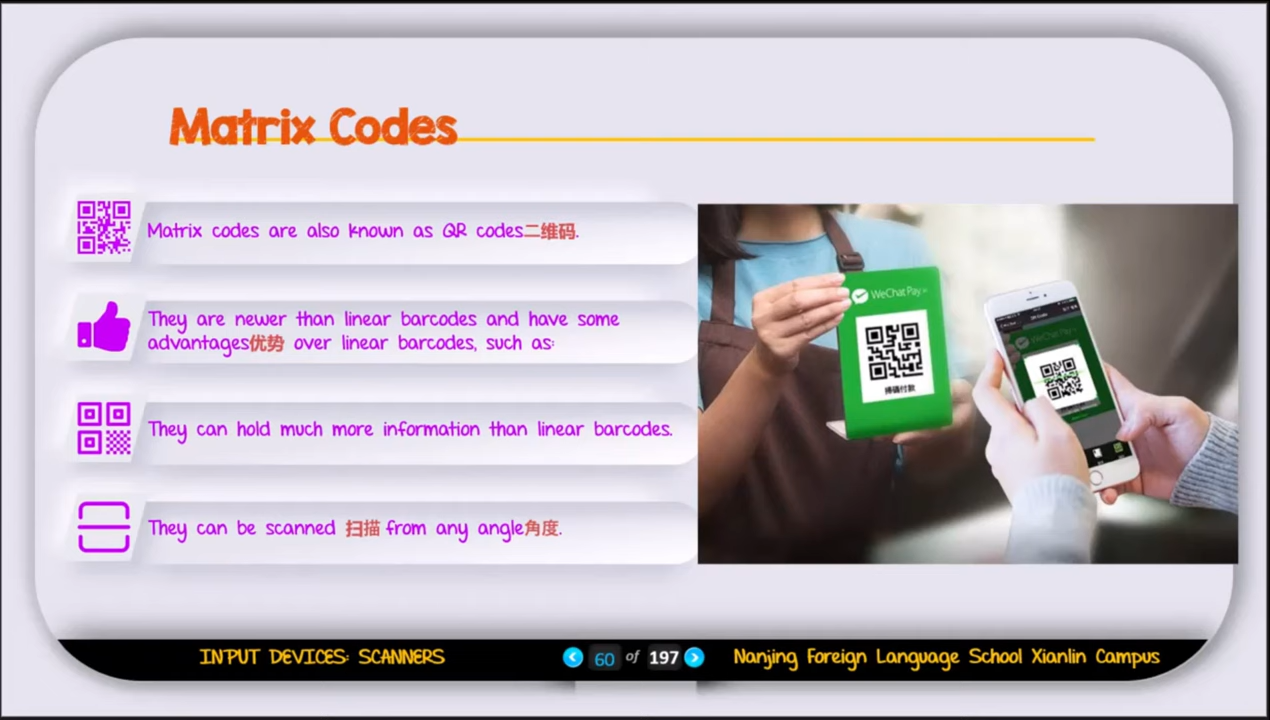 Matrix Codes
Matrix codes are also known as QR codes二维码.
They are newer than linear barcodes and have some
advantages优势 over linear barcodes, such as:
They can hold much more information than linear barcodes.
They can be scanned 扫描 from any angle角度.
WeChat Pay
掃碼付款
WeChat Pay
INPUT DEVICES: SCANNERS
60 of 197
Nanjing Foreign Language School Xianlin Campus